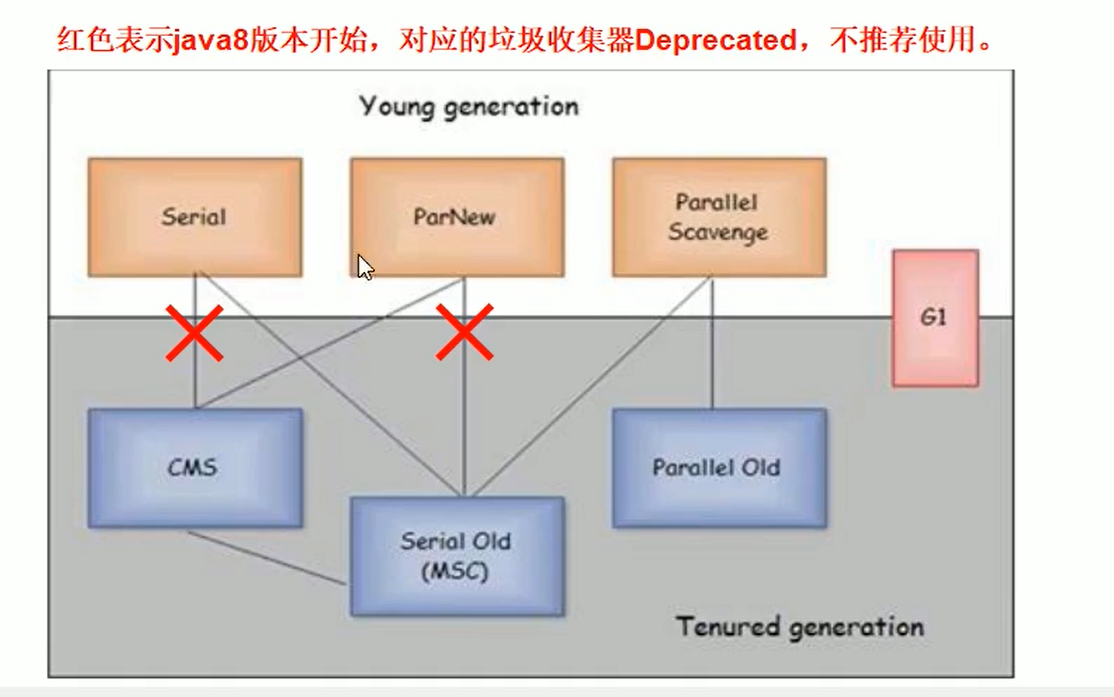 红色表示java8版本开始，对应的垃圾收集器Deprecated，不推荐使用。
Young generation
Serial
ParNew
Parallel
Scavenge
G1
CMS
Serial Old
(MSC)
Parallel Old
Tenured generation